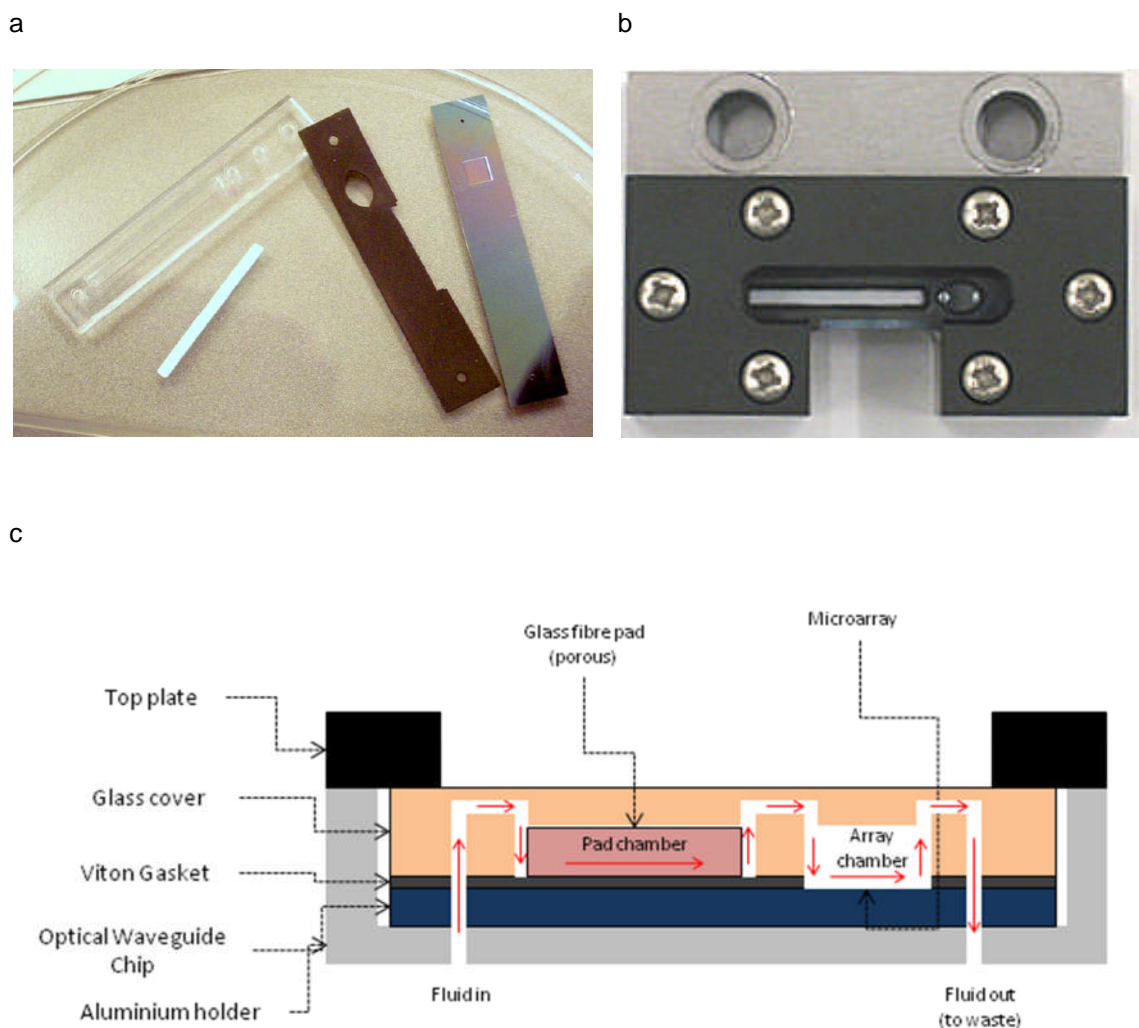 a
b
c
Glass fibre pad
(porous)
Microarray
Top plate
Glass cover
Viton Gasket
Optical Waveguide
Chip
Aluminium holder
Pad chamber
Array
chamber
Fluid in
Fluid out
(to waste)